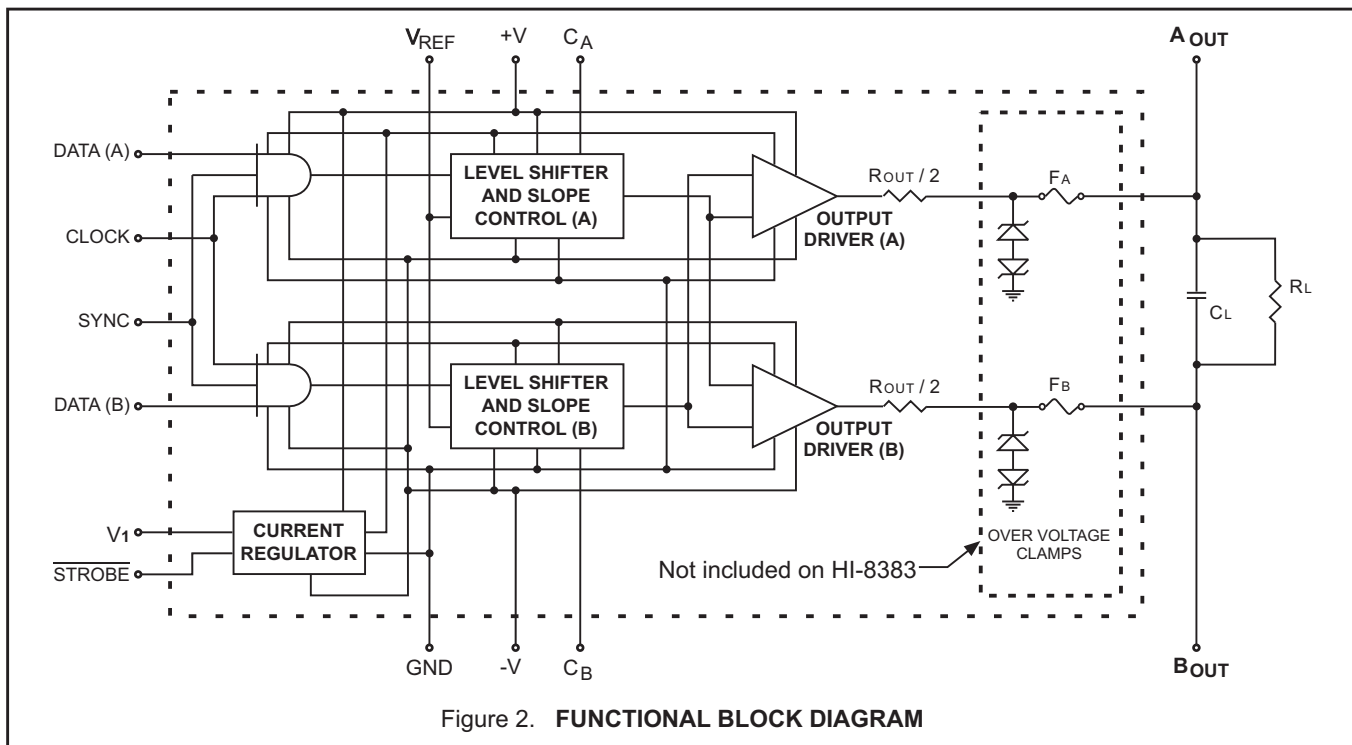 VREF +V CA AOUT
DATA (A)
LEVEL SHIFTER
AND SLOPE
CONTROL (A)
ROUT / 2
FA
OUTPUT
DRIVER (A)
CLOCK
SYNC
CL
RL
DATA (B)
LEVEL SHIFTER
AND SLOPE
CONTROL (B)
ROUT / 2
FB
OUTPUT
DRIVER (B)
V1
STROBE
CURRENT
REGULATOR
OVER VOLTAGE
CLAMPS
Not included on HI-8383
GND -V CB BOUT
Figure 2. FUNCTIONAL BLOCK DIAGRAM